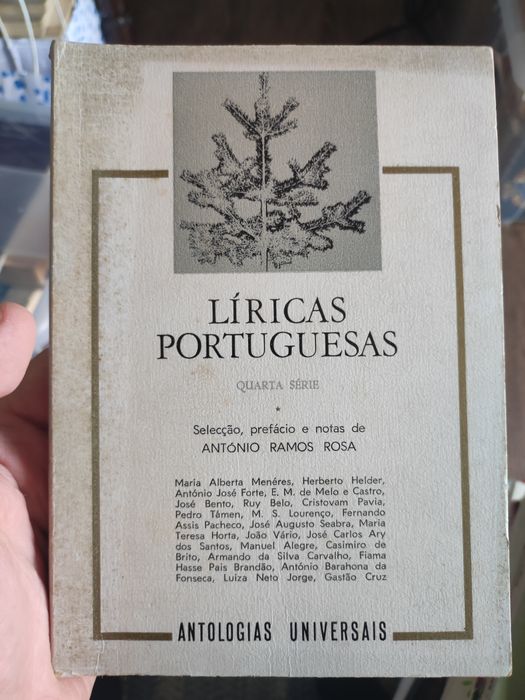 LÍRICAS
PORTUGUESAS
QUARTA SÉRIE
*
Selecção, prefácio e notas de
ANTÓNIO RAMOS ROSA
Maria Alberta Menéres, Herberto Helder,
António José Forte, E. M. de Melo e Castro,
José Bento, Ruy Belo, Cristovam Pavia,
Pedro Támen, M. S. Lourenço, Fernando
Assis Pacheco, José Augusto Seabra, Maria
Teresa Horta, João Vário, José Carlos Ary
dos Santos, Manuel Alegre, Casimiro de
Brito, Armando da Silva Carvalho, Fiama
Hasse Pais Brandão, António Barahona da
Fonseca, Luiza Neto Jorge, Gastão Cruz
ANTOLOGIAS UNIVERSAIS